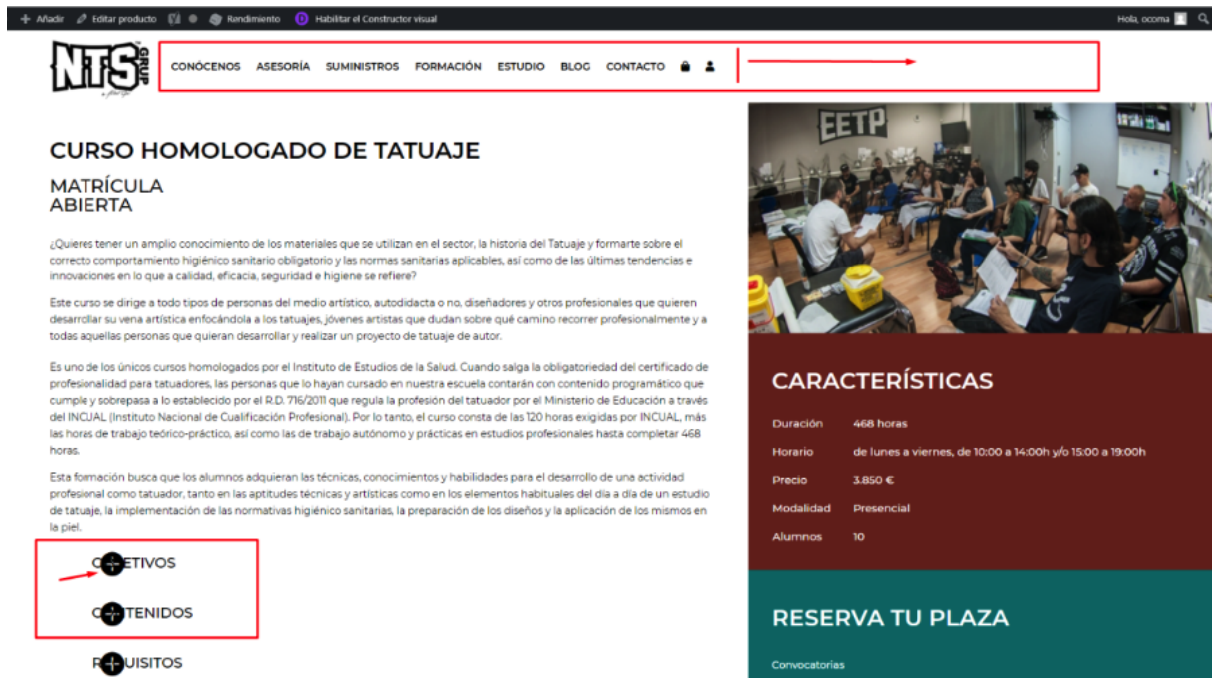 Añadir Editar producto Rendimiento Habilitar el Constructor visual Hola, ocoma
NTS GRUP
CONÓCENOS ASESORÍA SUMINISTROS FORMACIÓN ESTUDIO BLOG CONTACTO
EETP
CURSO HOMOLOGADO DE TATUAJE
MATRÍCULA
ABIERTA
¿Quieres tener un amplio conocimiento de los materiales que se utilizan en el sector, la historia del Tatuaje y formarte sobre el
correcto comportamiento higiénico sanitario obligatorio y las normas sanitarias aplicables, así como de las últimas tendencias e
innovaciones en lo que a calidad, eficacia, seguridad e higiene se refiere?
Este curso se dirige a todo tipos de personas del medio artístico, autodidacta o no, diseñadores y otros profesionales que quieren
desarrollar su vena artística enfocándola a los tatuajes, jóvenes artistas que dudan sobre qué camino recorrer profesionalmente y a
todas aquellas personas que quieran desarrollar y realizar un proyecto de tatuaje de autor.
Es uno de los únicos cursos homologados por el Instituto de Estudios de la Salud. Cuando salga la obligatoriedad del certificado de
profesionalidad para tatuadores, las personas que lo hayan cursado en nuestra escuela contarán con contenido programático que
cumple y sobrepasa a lo establecido por el R.D. 716/2011 que regula la profesión del tatuador por el Ministerio de Educación a través
del INCUAL (Instituto Nacional de Cualificación Profesional). Por lo tanto, el curso consta de las 120 horas exigidas por INCUAL, más
las horas de trabajo teórico-práctico, así como las de trabajo autónomo y prácticas en estudios profesionales hasta completar 468
horas.
Esta formación busca que los alumnos adquieran las técnicas, conocimientos y habilidades para el desarrollo de una actividad
profesional como tatuador, tanto en las aptitudes técnicas y artísticas como en los elementos habituales del día a día de un estudio
de tatuaje, la implementación de las normativas higiénico sanitarias, la preparación de los diseños y la aplicación de los mismos en
la piel.
O ETIVOS
C TENIDOS
R UISITOS
CARACTERÍSTICAS
Duración 468 horas
Horario de lunes a viernes, de 10:00 a 14:00h y/o 15:00 a 19:00h
Precio 3.850 €
Modalidad Presencial
Alumnos 10
RESERVA TU PLAZA
Convocatorias